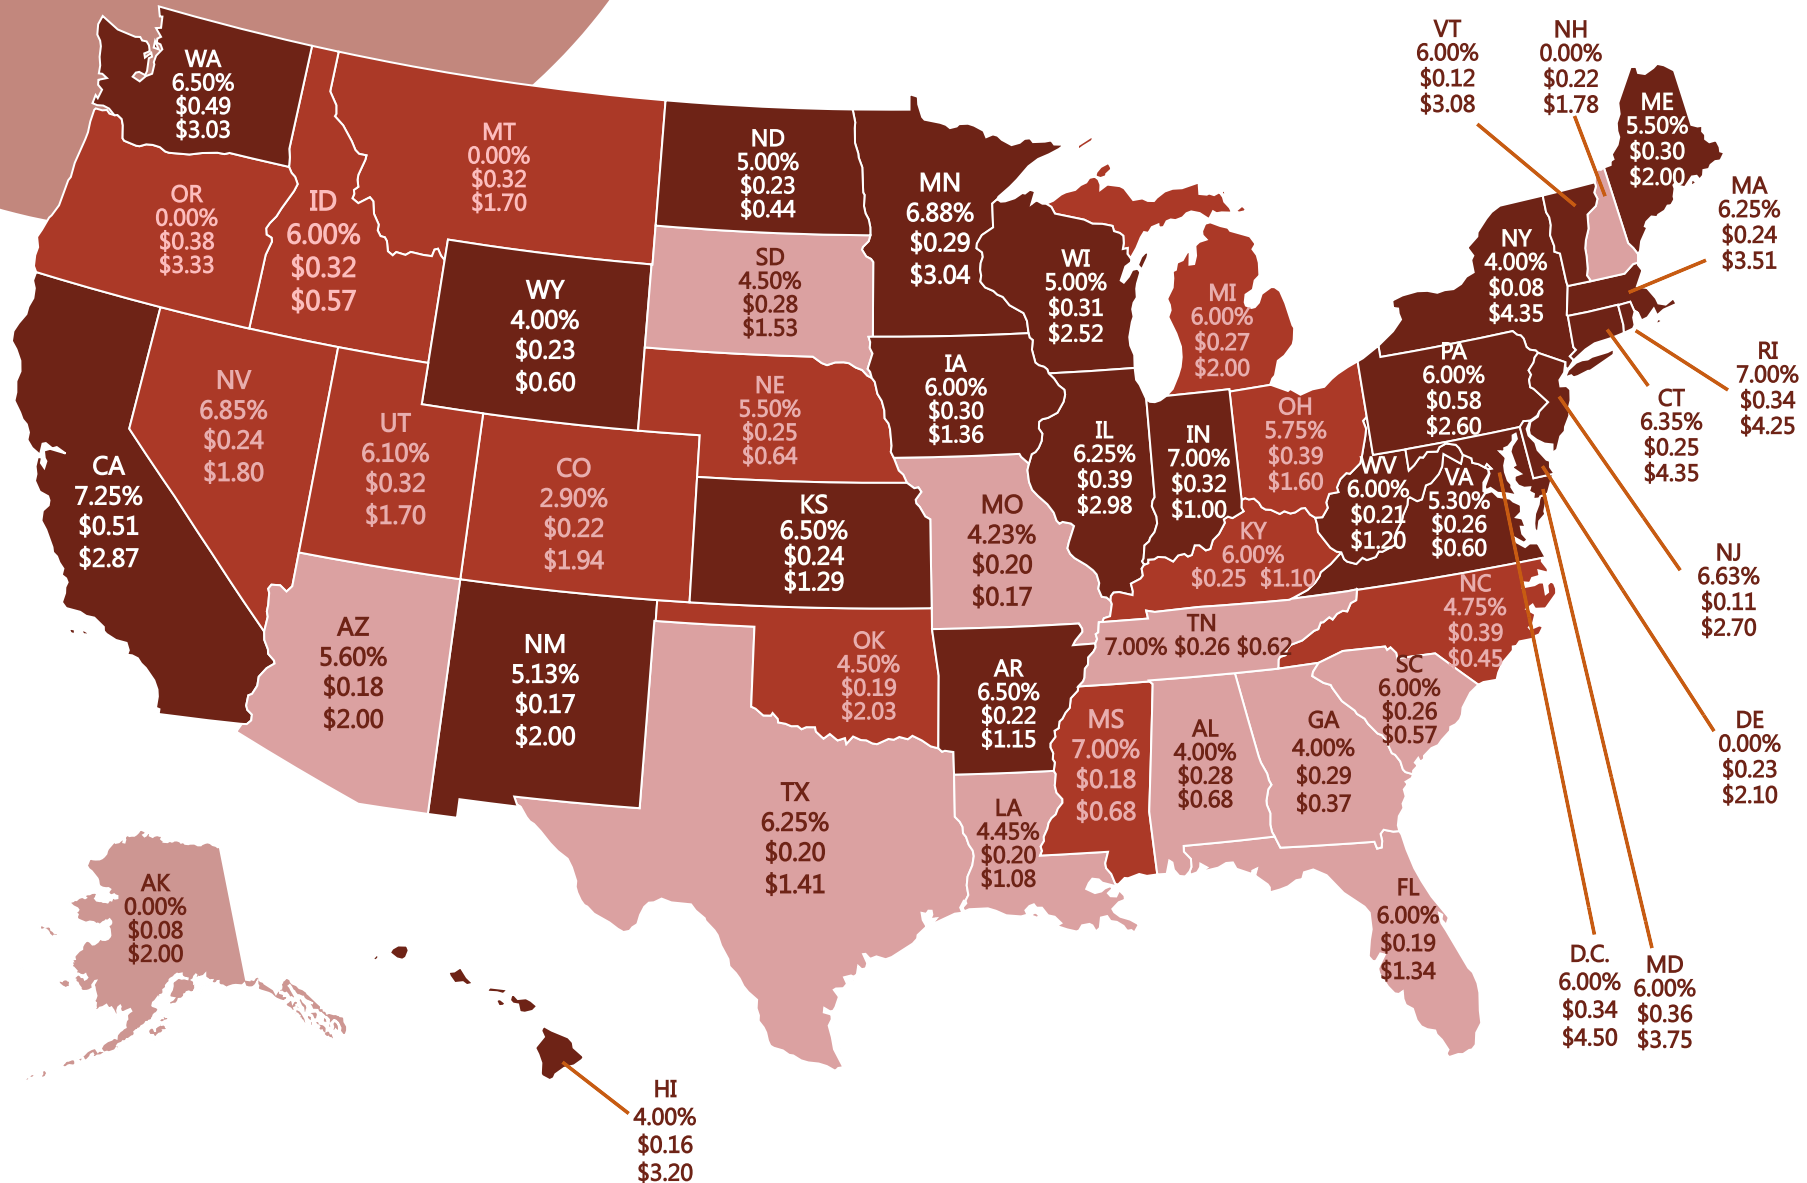 WA
6.50%
$0.49
$3.03
OR
0.00%
$0.38
$3.33
ID
6.00%
$0.32
$0.57
MT
0.00%
$0.32
$1.70
ND
5.00%
$0.23
$0.44
MN
6.88%
$0.29
$3.04
SD
4.50%
$0.28
$1.53
WY
4.00%
$0.23
$0.60
WI
5.00%
$0.31
$2.52
MI
6.00%
$0.27
$2.00
VT
6.00%
$0.12
$3.08
NH
0.00%
$0.22
$1.78
ME
5.50%
$0.30
$2.00
MA
6.25%
$0.24
$3.51
NY
4.00%
$0.08
$4.35
RI
7.00%
$0.34
$4.25
CT
6.35%
$0.25
$4.35
PA
6.00%
$0.58
$2.60
CA
7.25%
$0.51
$2.87
NV
6.85%
$0.24
$1.80
UT
6.10%
$0.32
$1.70
CO
2.90%
$0.22
$1.94
NE
5.50%
$0.25
$0.64
KS
6.50%
$0.24
$1.29
IA
6.00%
$0.30
$1.36
MO
4.23%
$0.20
$0.17
IL
6.25%
$0.39
$2.98
IN
7.00%
$0.32
$1.00
OH
5.75%
$0.39
$1.60
WV
6.00%
$0.21
$1.20
VA
5.30%
$0.26
$0.60
KY
6.00%
$0.25 $1.10
NJ
6.63%
$0.11
$2.70
NC
4.75%
$0.39
$0.45
TN
7.00% $0.26 $0.62
SC
6.00%
$0.26
$0.57
AZ
5.60%
$0.18
$2.00
NM
5.13%
$0.17
$2.00
OK
4.50%
$0.19
$2.03
AR
6.50%
$0.22
$1.15
TX
6.25%
$0.20
$1.41
LA
4.45%
$0.20
$1.08
MS
7.00%
$0.18
$0.68
AL
4.00%
$0.28
$0.68
GA
4.00%
$0.29
$0.37
FL
6.00%
$0.19
$1.34
DE
0.00%
$0.23
$2.10
D.C.
6.00%
$0.34
$4.50
MD
6.00%
$0.36
$3.75
AK
0.00%
$0.08
$2.00
HI
4.00%
$0.16
$3.20